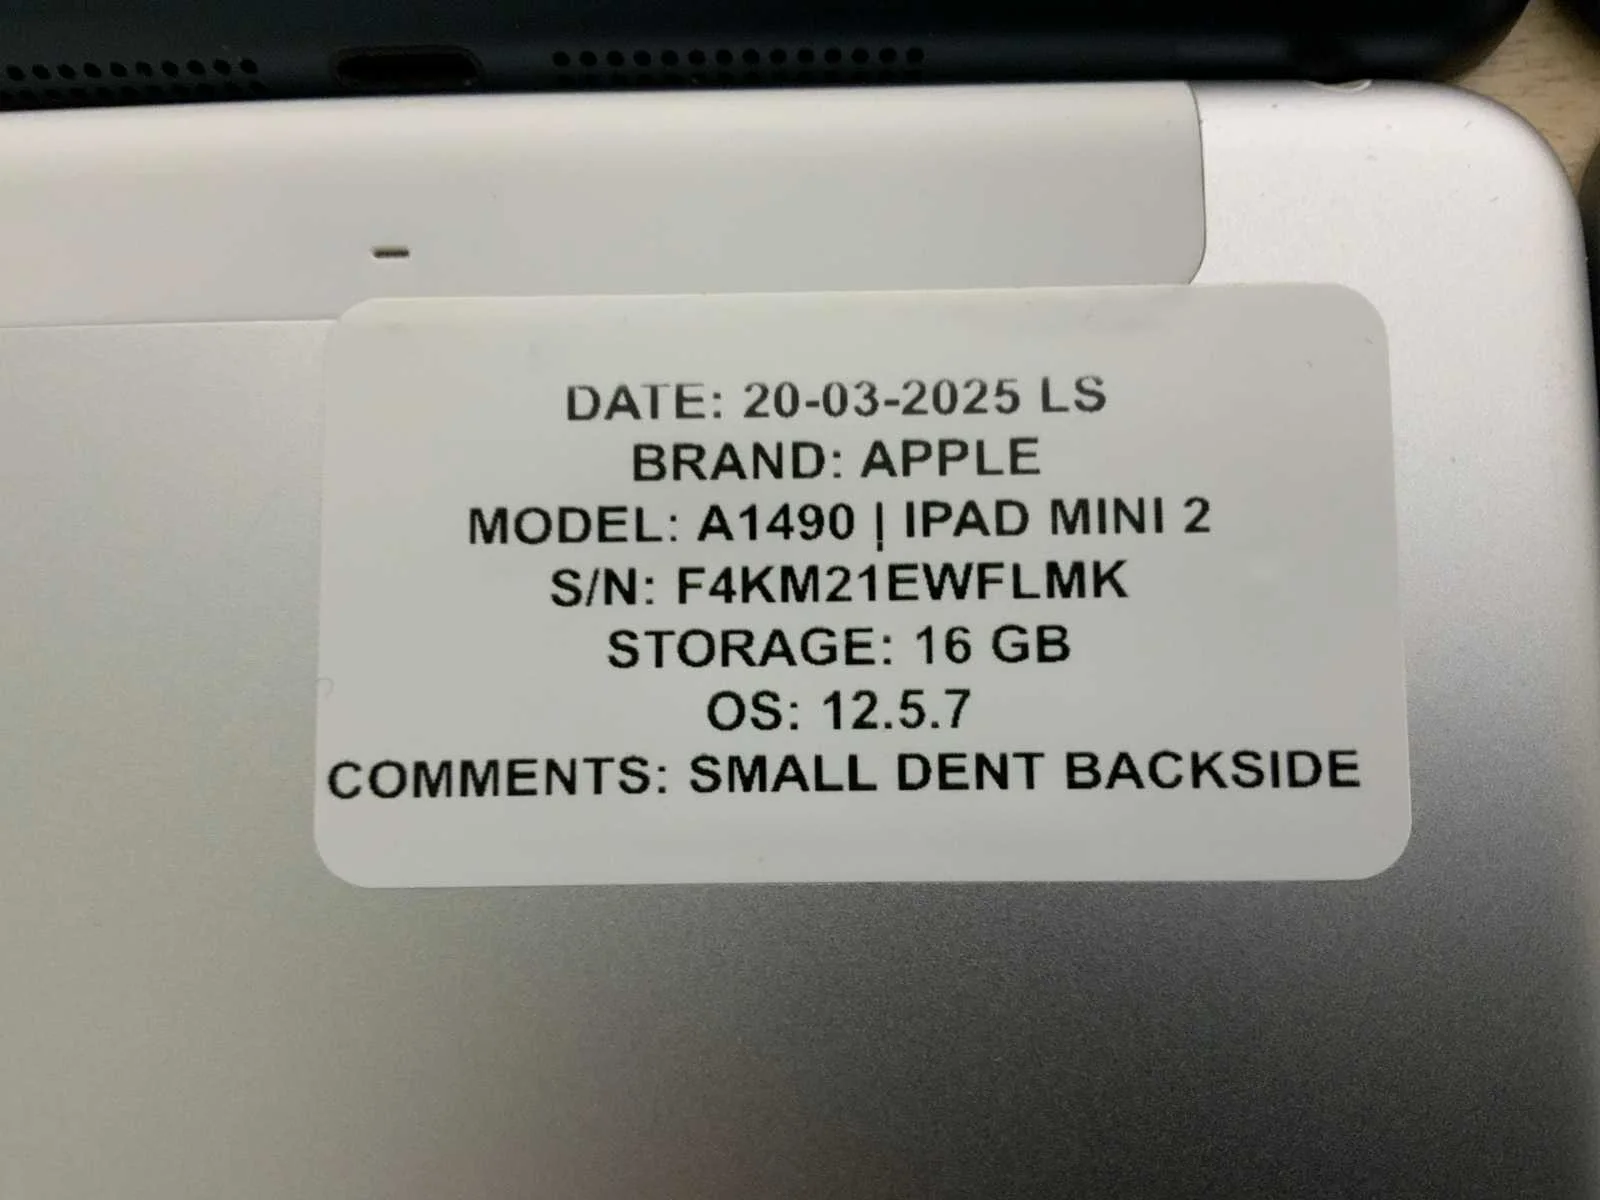 DATE: 20-03-2025 LS
BRAND: APPLE
MODEL: A1490 | IPAD MINI 2
S/N: F4KM21EWFLMK
STORAGE: 16 GB
OS: 12.5.7
COMMENTS: SMALL DENT BACKSIDE